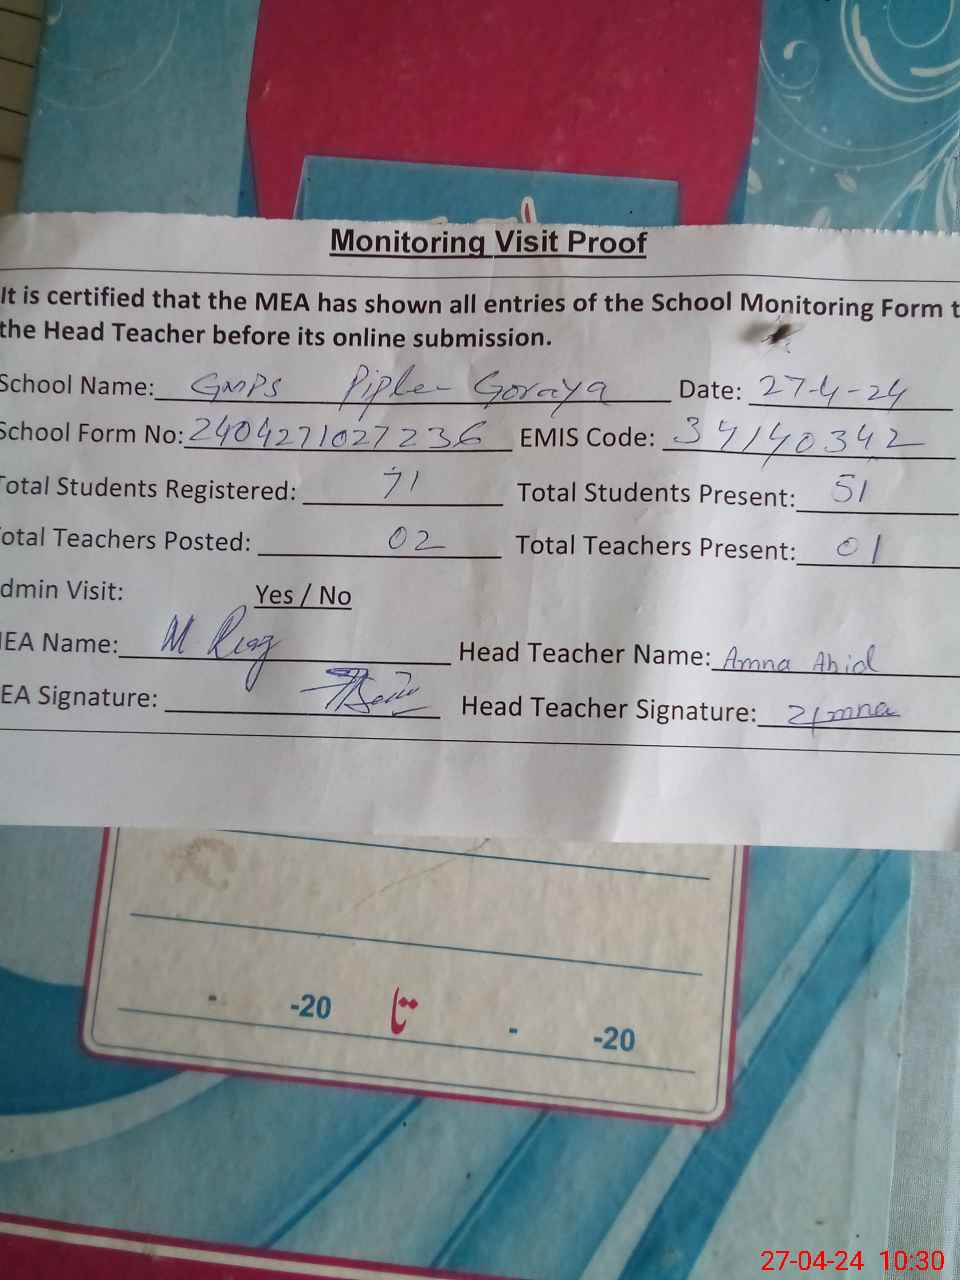 Monitoring Visit Proof
It is certified that the MEA has shown all entries of the School Monitoring Form t
the Head Teacher before its online submission.
School Name: GMPS Goraya Date: 27-4-24
School Form No: 2404271027236 EMIS Code: 34140342
Total Students Registered: 71 Total Students Present: 51
otal Teachers Posted: 02 Total Teachers Present: 01
dmin Visit: Yes / No
IEA Name: M Riaz Head Teacher Name: Amna Abid
EA Signature: Head Teacher Signature:
-20 تا - -20
27-04-24 10:30